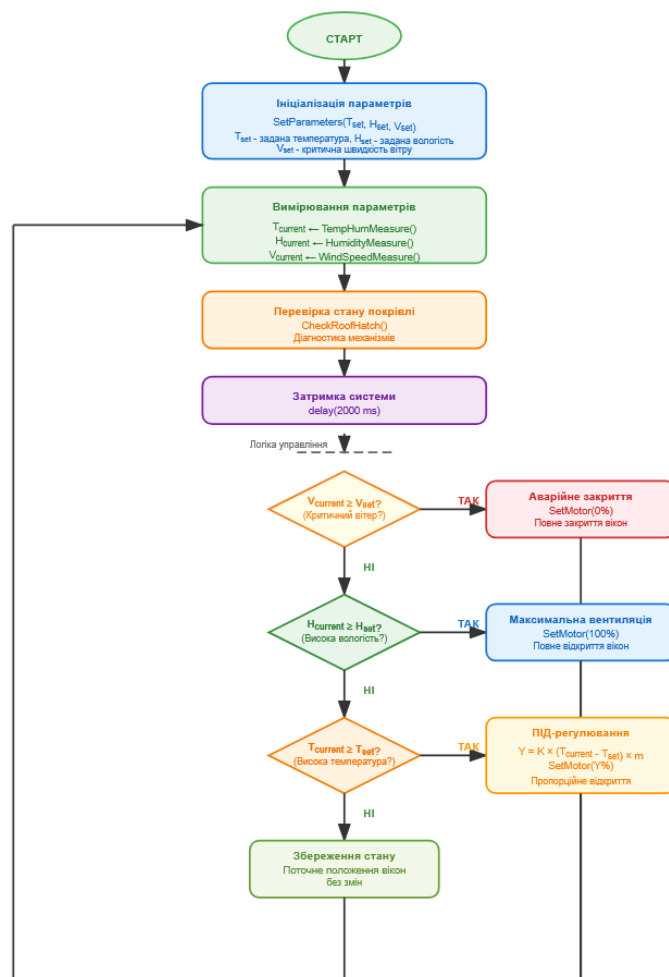 СТАРТ
Ініціалізація параметрів
SetParameters(Tset, Hset, Vset)
Tset - задана температура, Hset - задана вологість
Vset - критична швидкість вітру
Вимірювання параметрів
Tcurrent ← TempHumMeasure()
Hcurrent ← HumidityMeasure()
Vcurrent ← WindSpeedMeasure()
Перевірка стану покрівлі
CheckRoofHatch()
Діагностика механізмів
Затримка системи
delay(2000 ms)
Логіка управління
Vcurrent ≥ Vset?
(Критичний вітер?)
ТАК
Аварійне закриття
SetMotor(0%)
Повне закриття вікон
НІ
Hcurrent ≥ Hset?
(Висока вологість?)
ТАК
Максимальна вентиляція
SetMotor(100%)
Повне відкриття вікон
НІ
Tcurrent ≥ Tset?
(Висока температура?)
ТАК
ПІД-регулювання
Y = K × (Tcurrent - Tset) × m
SetMotor(Y%)
Пропорційне відкриття
НІ
Збереження стану
Поточне положення вікон
без змін